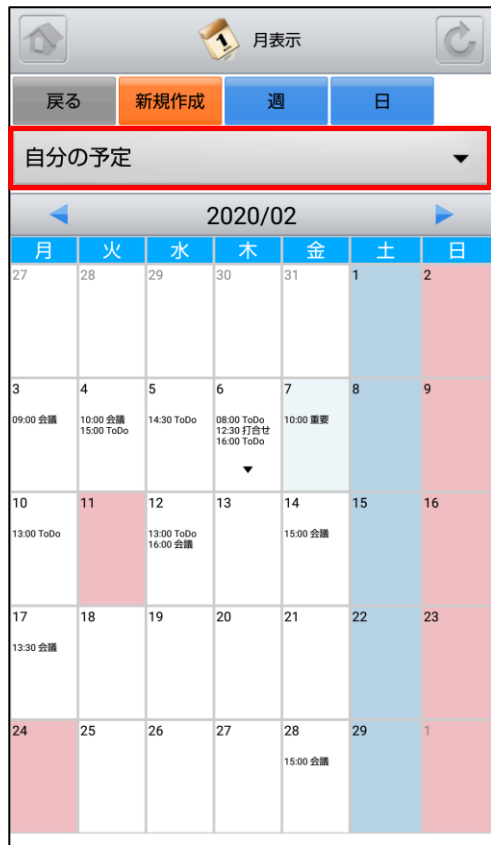 月表示
戻る 新規作成 週 日
自分の予定
2020/02
月 火 水 木 金 土 日
27 28 29 30 31 1 2
3 4 5 6 7 8 9
09:00 会議 10:00 会議 14:30 ToDo 08:00 ToDo 10:00 重要
15:00 ToDo 12:30 打合せ
16:00 ToDo
10 11 12 13 14 15 16
13:00 ToDo 13:00 ToDo 15:00 会議
16:00 会議
17 18 19 20 21 22 23
13:30 会議
24 25 26 27 28 29 1
15:00 会議